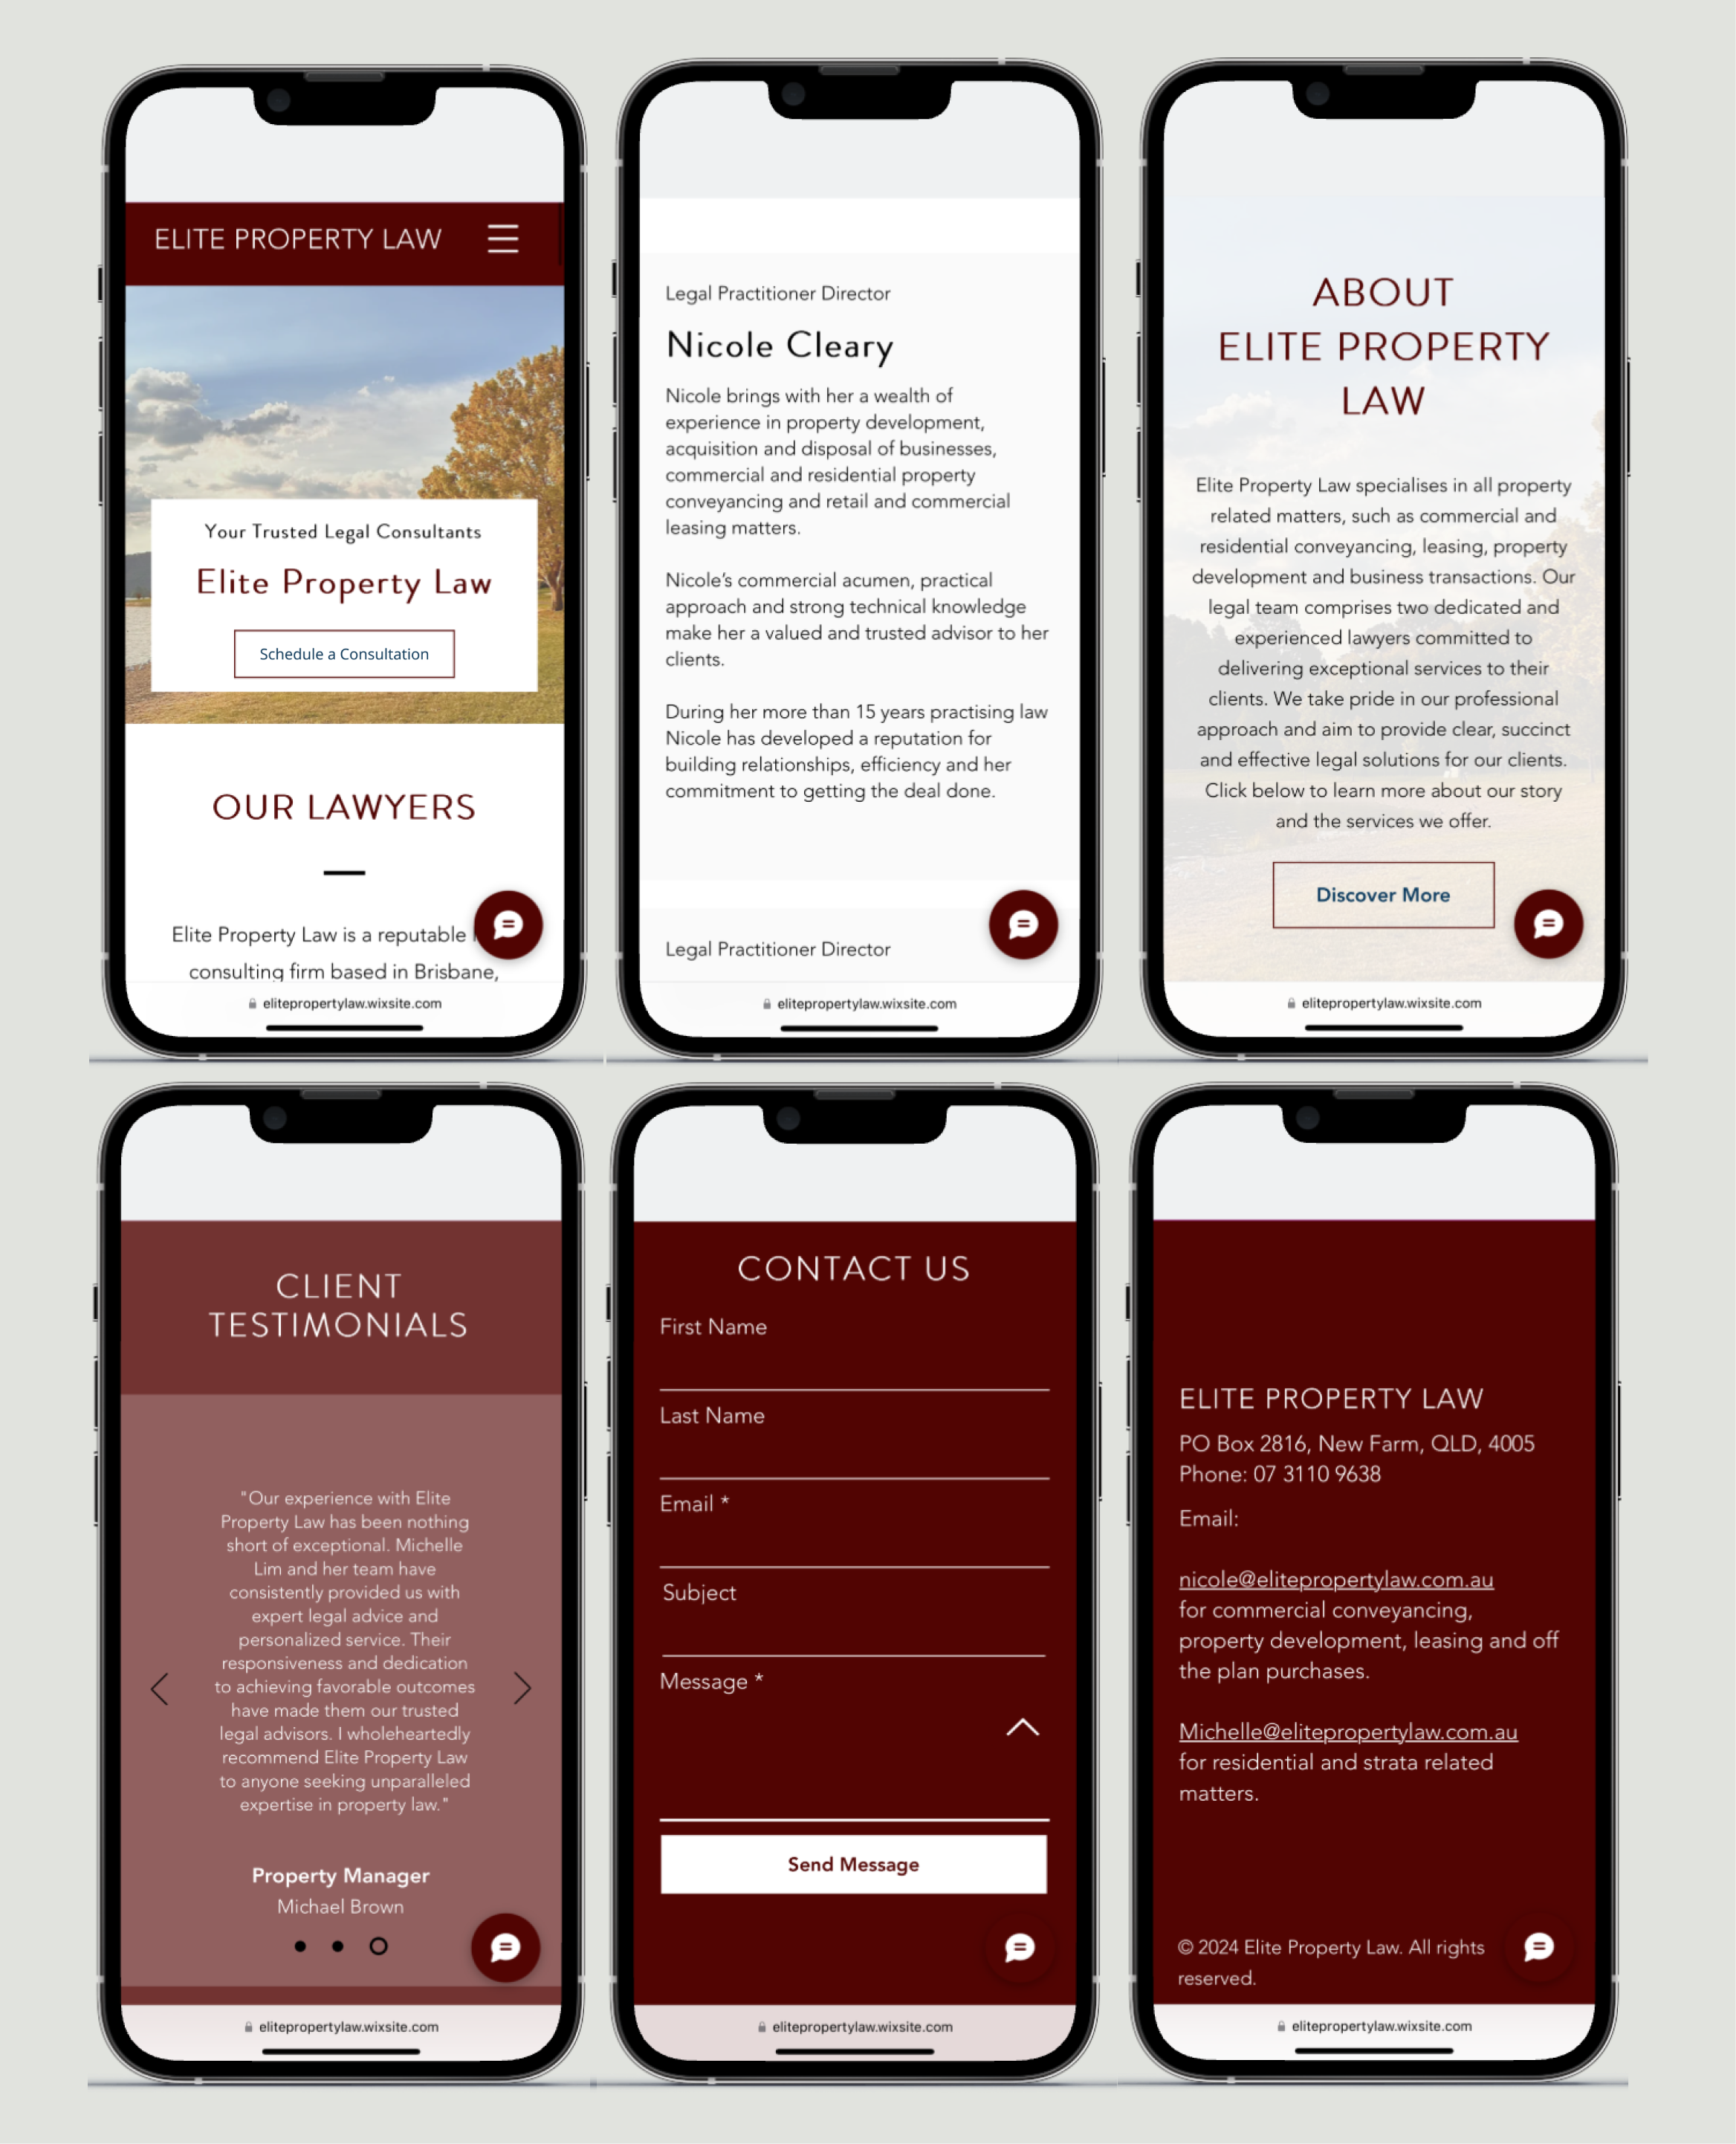 ELITE PROPERTY LAW
Your Trusted Legal Consultants
Elite Property Law
Schedule a Consultation
OUR LAWYERS
Elite Property Law is a reputable
consulting firm based in Brisbane,
elitepropertylaw.wixsite.com
Legal Practitioner Director
Nicole Cleary
Nicole brings with her a wealth of
experience in property development,
acquisition and disposal of businesses,
commercial and residential property
conveyancing and retail and commercial
leasing matters.
Nicole’s commercial acumen, practical
approach and strong technical knowledge
make her a valued and trusted advisor to her
clients.
During her more than 15 years practising law
Nicole has developed a reputation for
building relationships, efficiency and her
commitment to getting the deal done.
Legal Practitioner Director
elitepropertylaw.wixsite.com
ABOUT
ELITE PROPERTY
LAW
Elite Property Law specialises in all property
related matters, such as commercial and
residential conveyancing, leasing, property
development and business transactions. Our
legal team comprises two dedicated and
experienced lawyers committed to
delivering exceptional services to their
clients. We take pride in our professional
approach and aim to provide clear, succinct
and effective legal solutions for our clients.
Click below to learn more about our story
and the services we offer.
Discover More
elitepropertylaw.wixsite.com
CLIENT
TESTIMONIALS
"Our experience with Elite
Property Law has been nothing
short of exceptional. Michelle
Lim and her team have
consistently provided us with
expert legal advice and
personalized service. Their
responsiveness and dedication
to achieving favorable outcomes
have made them our trusted
legal advisors. I wholeheartedly
recommend Elite Property Law
to anyone seeking unparalleled
expertise in property law."
Property Manager
Michael Brown
elitepropertylaw.wixsite.com
CONTACT US
First Name
Last Name
Email *
Subject
Message *
Send Message
elitepropertylaw.wixsite.com
ELITE PROPERTY LAW
PO Box 2816, New Farm, QLD, 4005
Phone: 07 3110 9638
Email:
nicole@elitepropertylaw.com.au
for commercial conveyancing,
property development, leasing and off
the plan purchases.
Michelle@elitepropertylaw.com.au
for residential and strata related
matters.
© 2024 Elite Property Law. All rights
reserved.
elitepropertylaw.wixsite.com